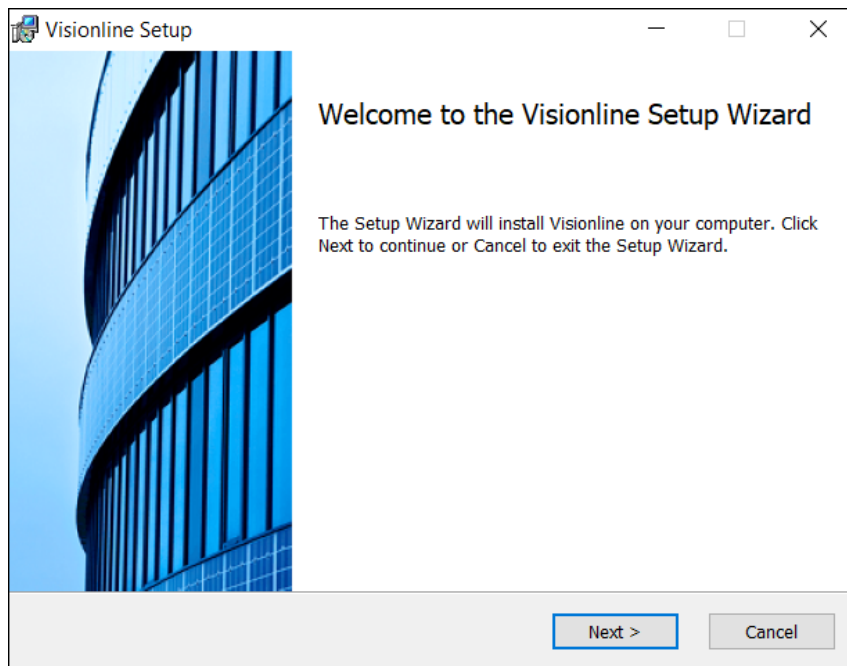 Visionline Setup
Welcome to the Visionline Setup Wizard
The Setup Wizard will install Visionline on your computer. Click
Next to continue or Cancel to exit the Setup Wizard.
Next >
Cancel